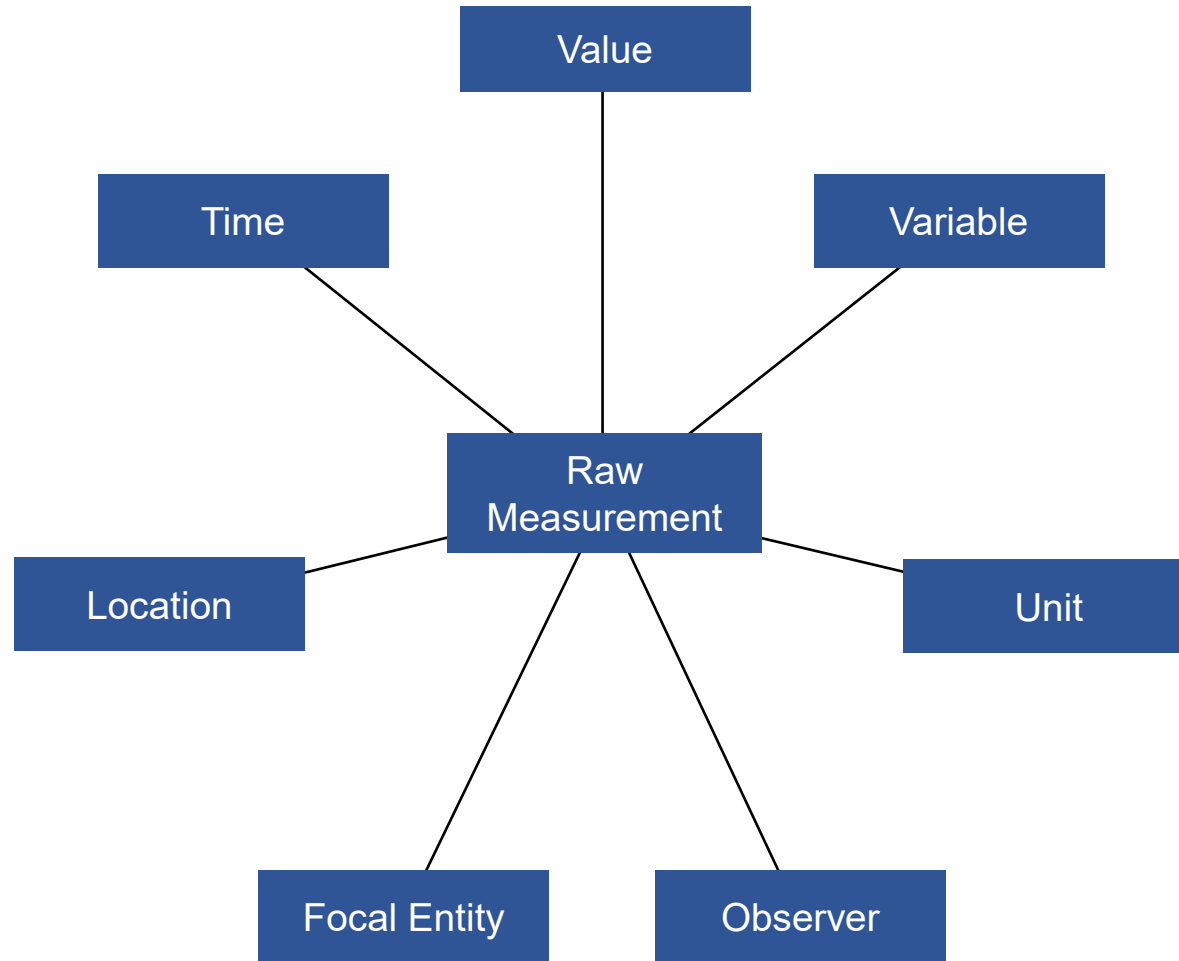 Value
Time
Variable
Raw
Measurement
Location
Unit
Focal Entity
Observer